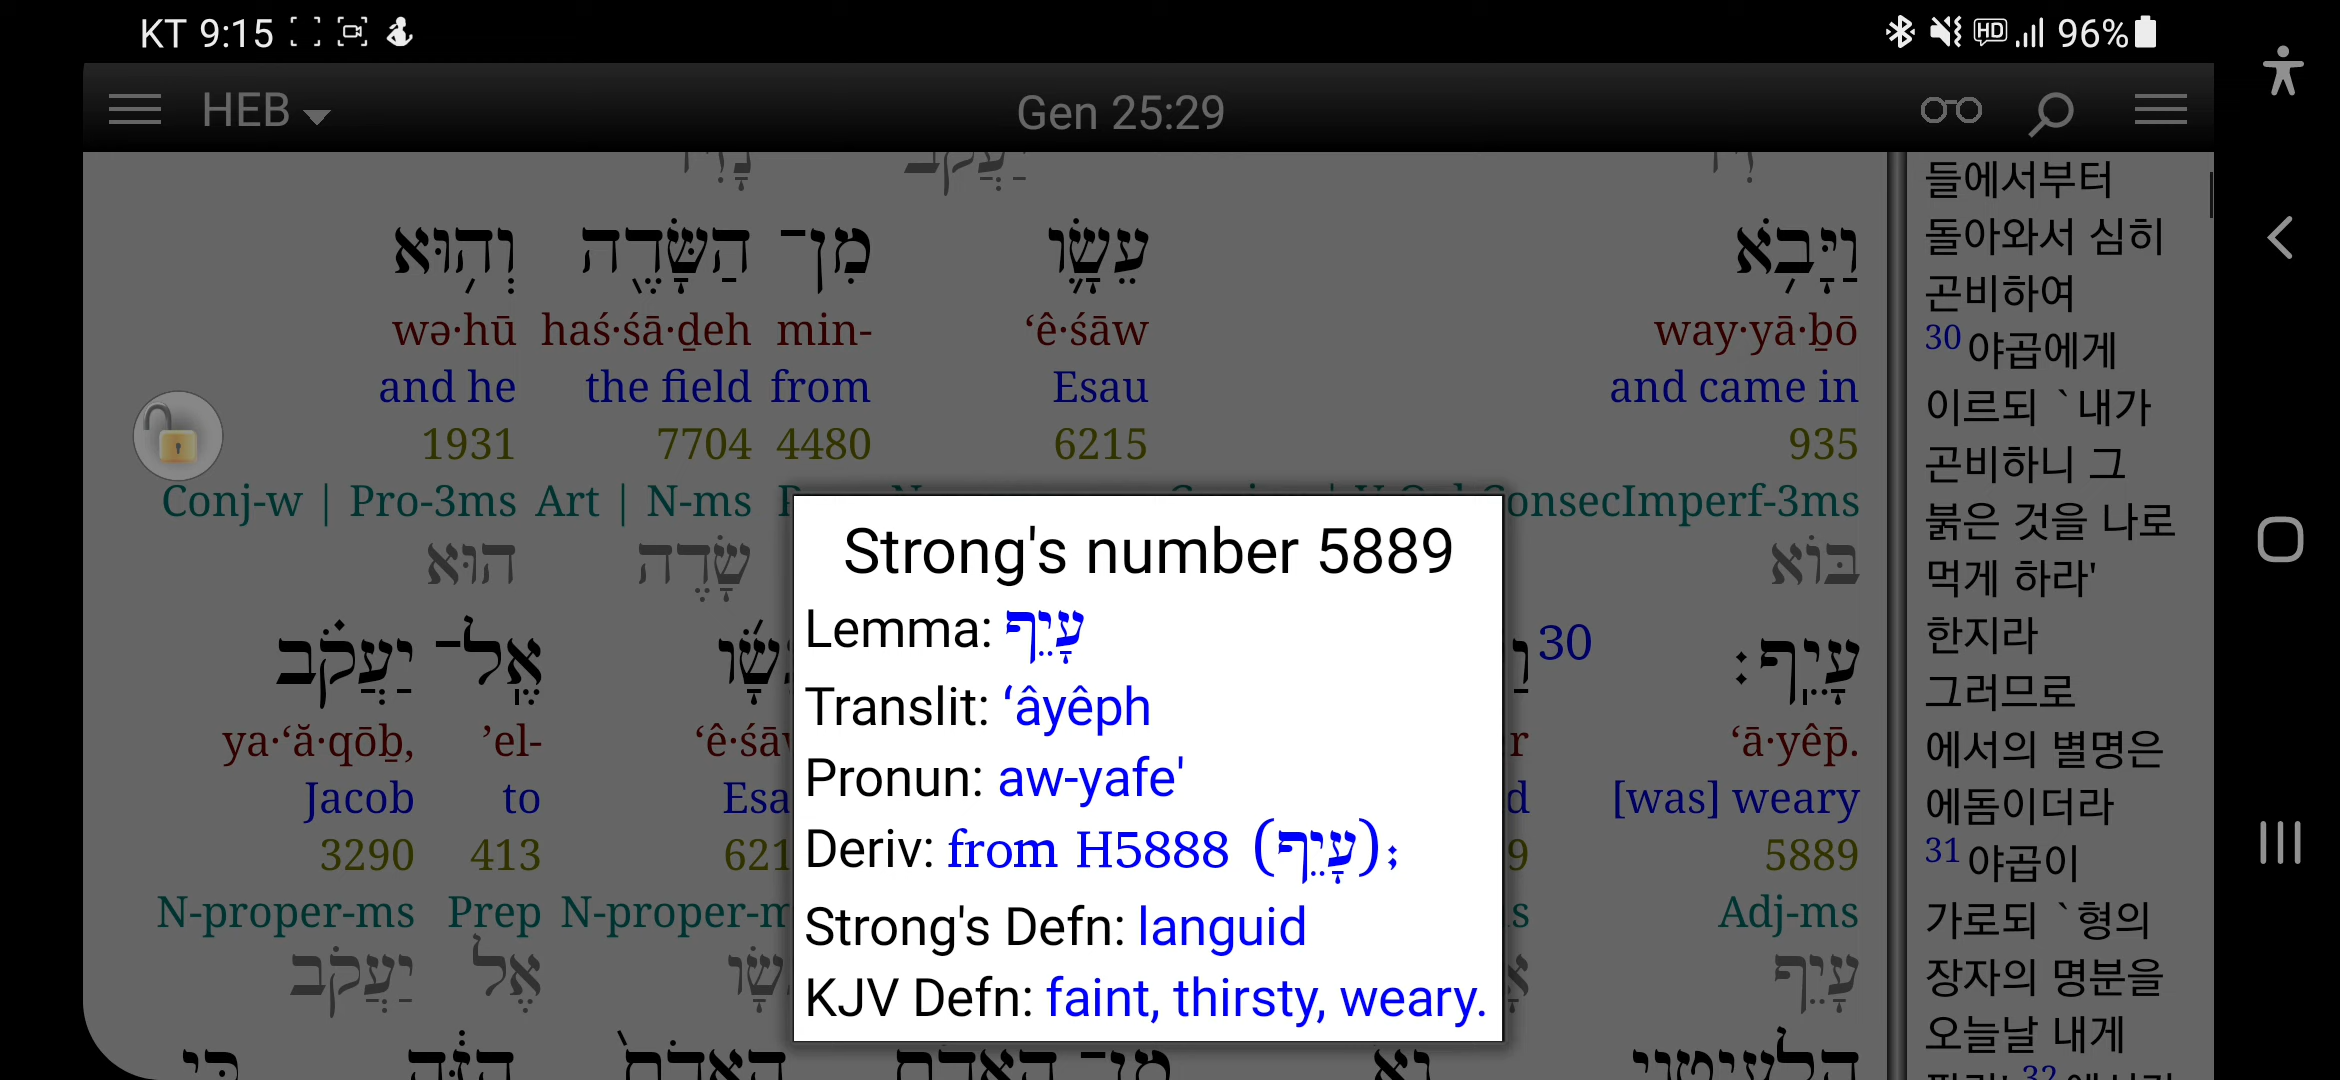 KT 9:15
HD 96%
HEB
Gen 25:29
וַיָּבֹ֥א עֵשָׂ֛ו מִן־ הַשָּׂדֶ֖ה וְה֥וּא
way·yā·ḇō ‘ê·śāw min- haś·śā·ḏeh wə·hū
and came in Esau from the field and he
935 6215 4480 7704 1931
ConsecImperf-3ms Art | N-ms Conj-w | Pro-3ms
בּוֹא שָׂדֶה הוּא
עָיֵֽף׃ 30 אֶֽל־ יַעֲקֹ֗ב
‘ā·yêp̄. ’el- ya·‘ă·qōḇ,
[was] weary to Jacob
5889 413 3290
Adj-ms Prep N-proper-ms
עָיֵף אֶל יַעֲקֹב
Strong's number 5889
Lemma: עָיֵף
Translit: ‘âyêph
Pronun: aw-yafe'
Deriv: from H5888 (עָיֵף);
Strong's Defn: languid
KJV Defn: faint, thirsty, weary.
들에서부터
돌아와서 심히
곤비하여
30 야곱에게
이르되 `내가
곤비하니 그
붉은 것을 나로
먹게 하라'
한지라
그러므로
에서의 별명은
에돔이더라
31 야곱이
가로되 `형의
장자의 명분을
오늘날 내게
32